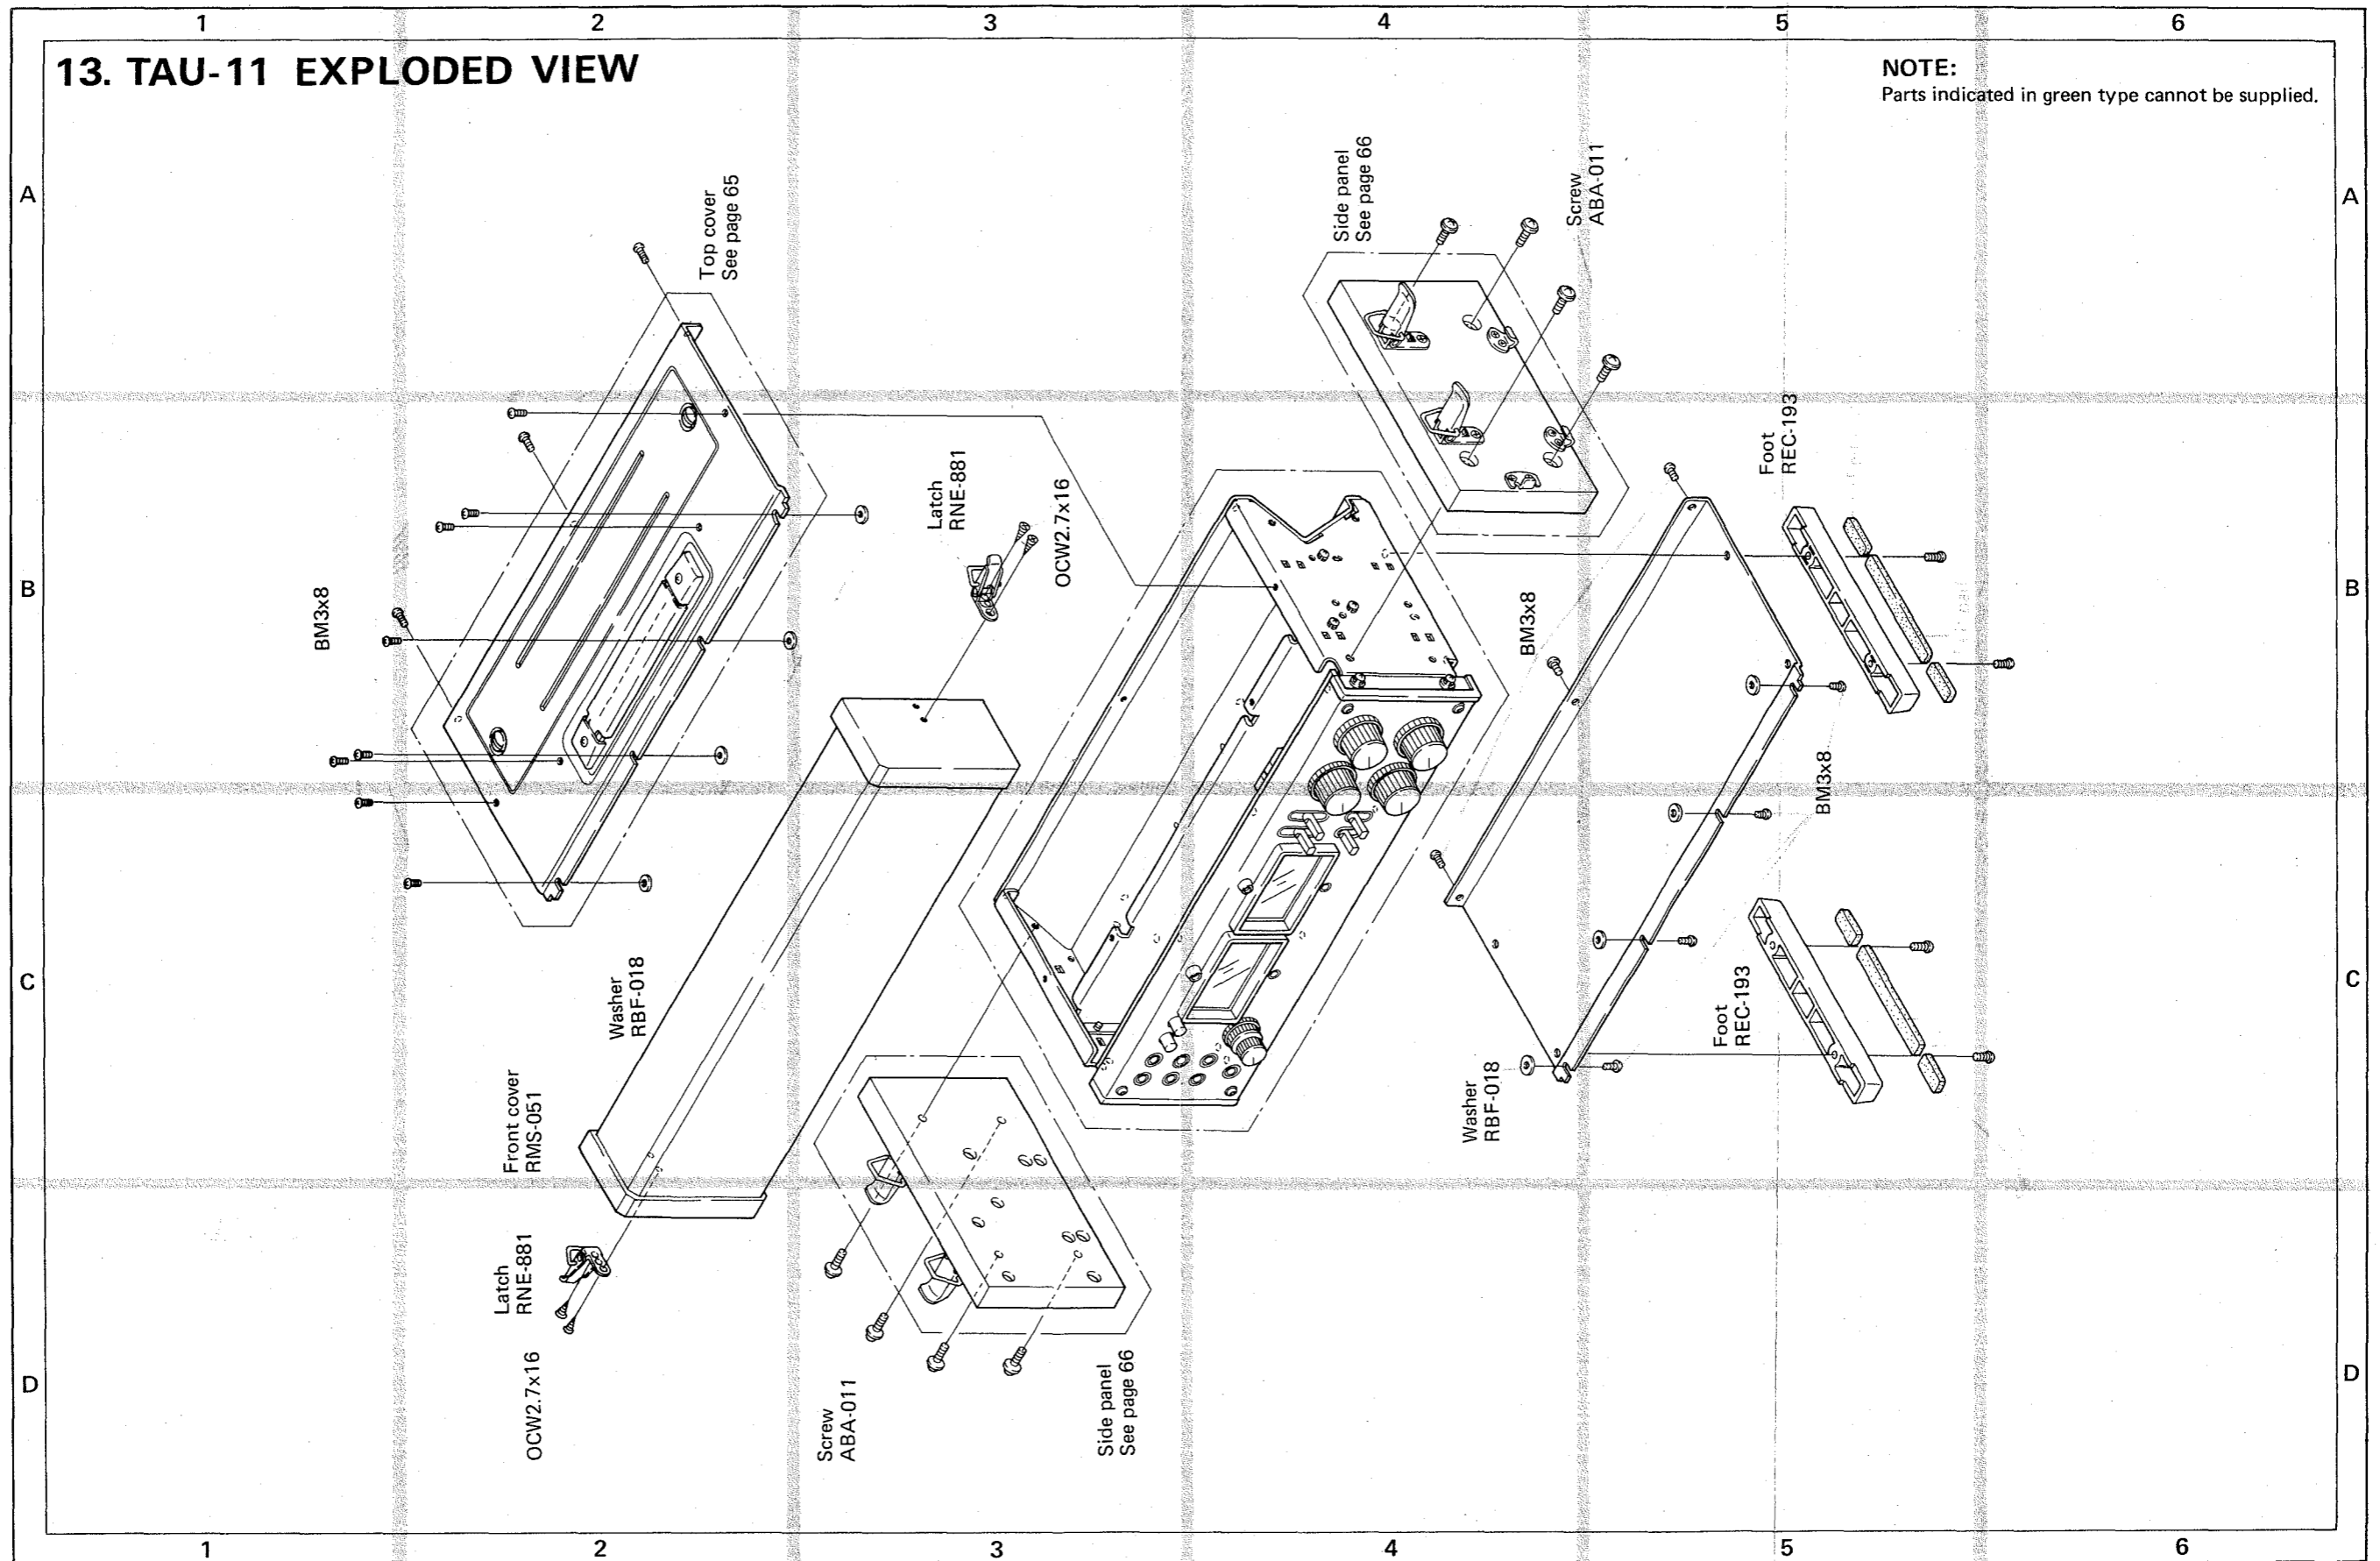 1 2 3 4 5 6
13. TAU-11 EXPLODED VIEW
NOTE:
Parts indicated in green type cannot be supplied.
A
A
Top cover
See page 65
Side panel
See page 66
Screw
ABA-011
B
B
BM3x8
Latch
RNE-881
OCW2.7x16
BM3x8
Foot
REC-193
BM3x8
C
C
Washer
RBF-018
Front cover
RMS-051
Washer
RBF-018
Foot
REC-193
D
D
Latch
RNE-881
OCW2.7x16
Screw
ABA-011
Side panel
See page 66
1 2 3 4 5 6